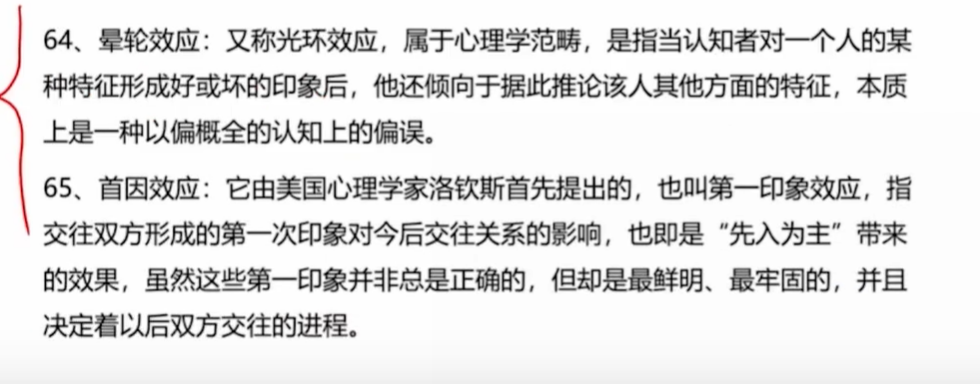 64、晕轮效应：又称光环效应，属于心理学范畴，是指当认知者对一个人的某
种特征形成好或坏的印象后，他还倾向于据此推论该人其他方面的特征，本质
上是一种以偏概全的认知上的偏误。
65、首因效应：它由美国心理学家洛钦斯首先提出的，也叫第一印象效应，指
交往双方形成的第一次印象对今后交往关系的影响，也即是“先入为主”带来
的效果，虽然这些第一印象并非总是正确的，但却是最鲜明、最牢固的，并且
决定着以后双方交往的进程。